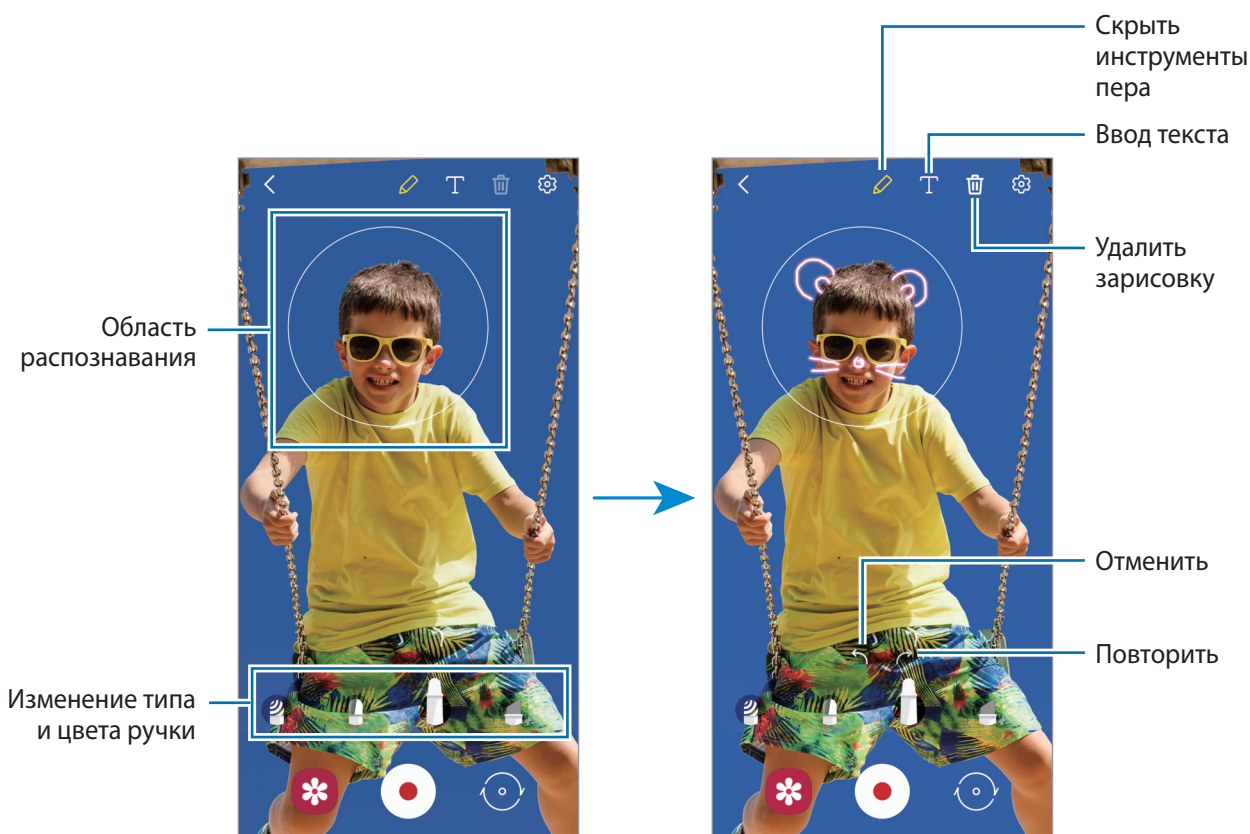 Скрыть
инструменты
пера
Ввод текста
Удалить
зарисовку
Область
распознавания
Отменить
Повторить
Изменение типа
и цвета ручки